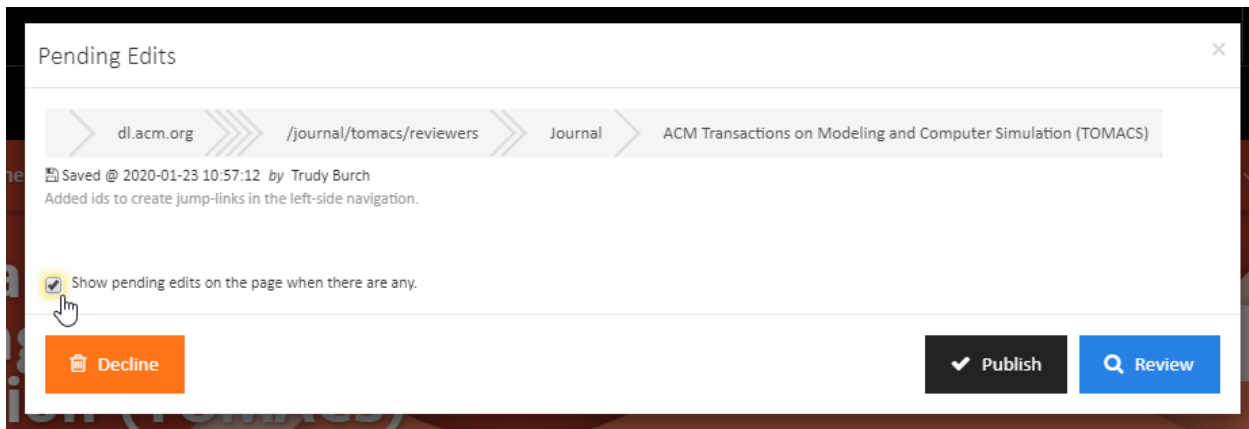 Pending Edits
×
dl.acm.org /journal/tomacs/reviewers Journal ACM Transactions on Modeling and Computer Simulation (TOMACS)
Saved @ 2020-01-23 10:57:12 by Trudy Burch
Added ids to create jump-links in the left-side navigation.
Show pending edits on the page when there are any.
Decline Publish Review